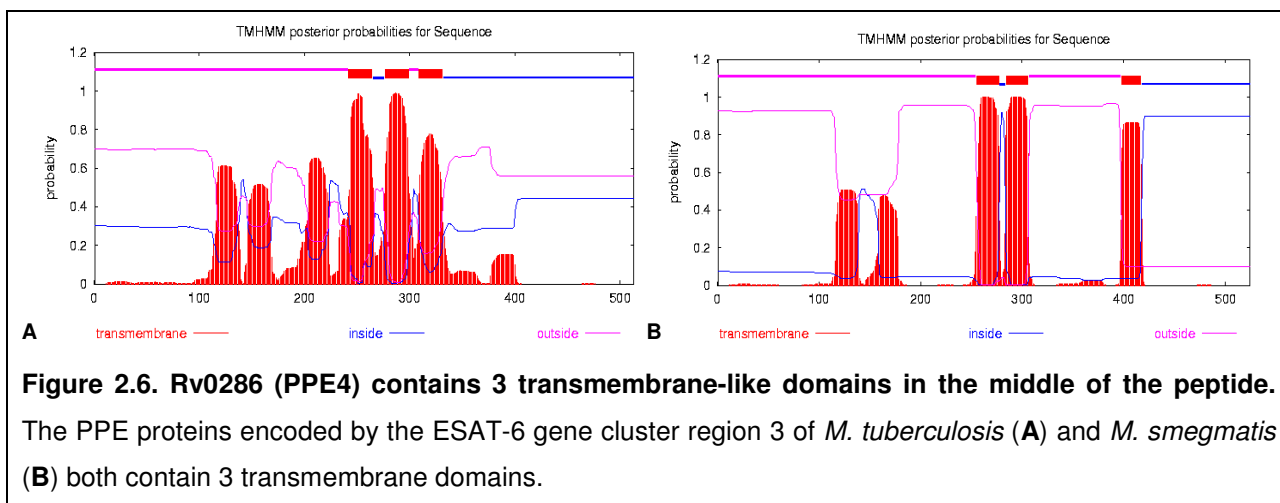 TMHMM posterior probabilities for Sequence
1.2
1
0.8
0.6
0.4
0.2
0
probability
0 100 200 300 400 500
A
transmembrane inside outside
TMHMM posterior probabilities for Sequence
1.2
1
0.8
0.6
0.4
0.2
0
probability
0 100 200 300 400 500
B
transmembrane inside outside
Figure 2.6. Rv0286 (PPE4) contains 3 transmembrane-like domains in the middle of the peptide.
The PPE proteins encoded by the ESAT-6 gene cluster region 3 of M. tuberculosis (A) and M. smegmatis
(B) both contain 3 transmembrane domains.